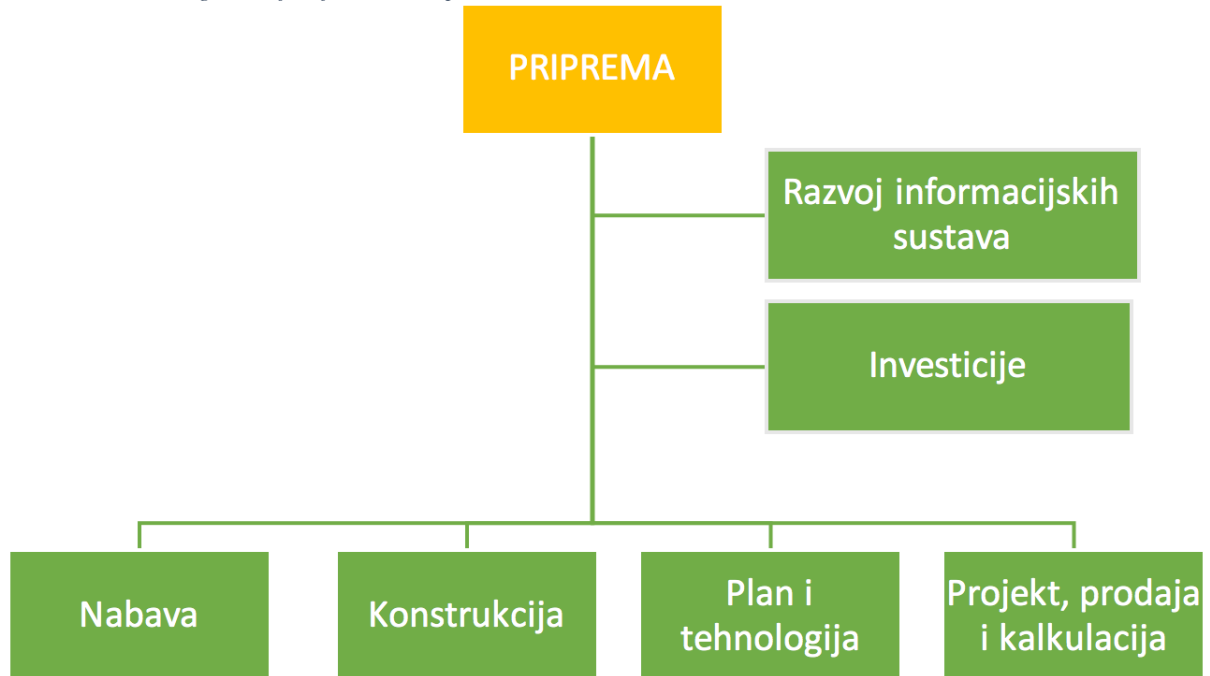 PRIPREMA
Razvoj informacijskih
sustava
Investicije
Nabava
Konstrukcija
Plan i
tehnologija
Projekt, prodaja
i kalkulacija